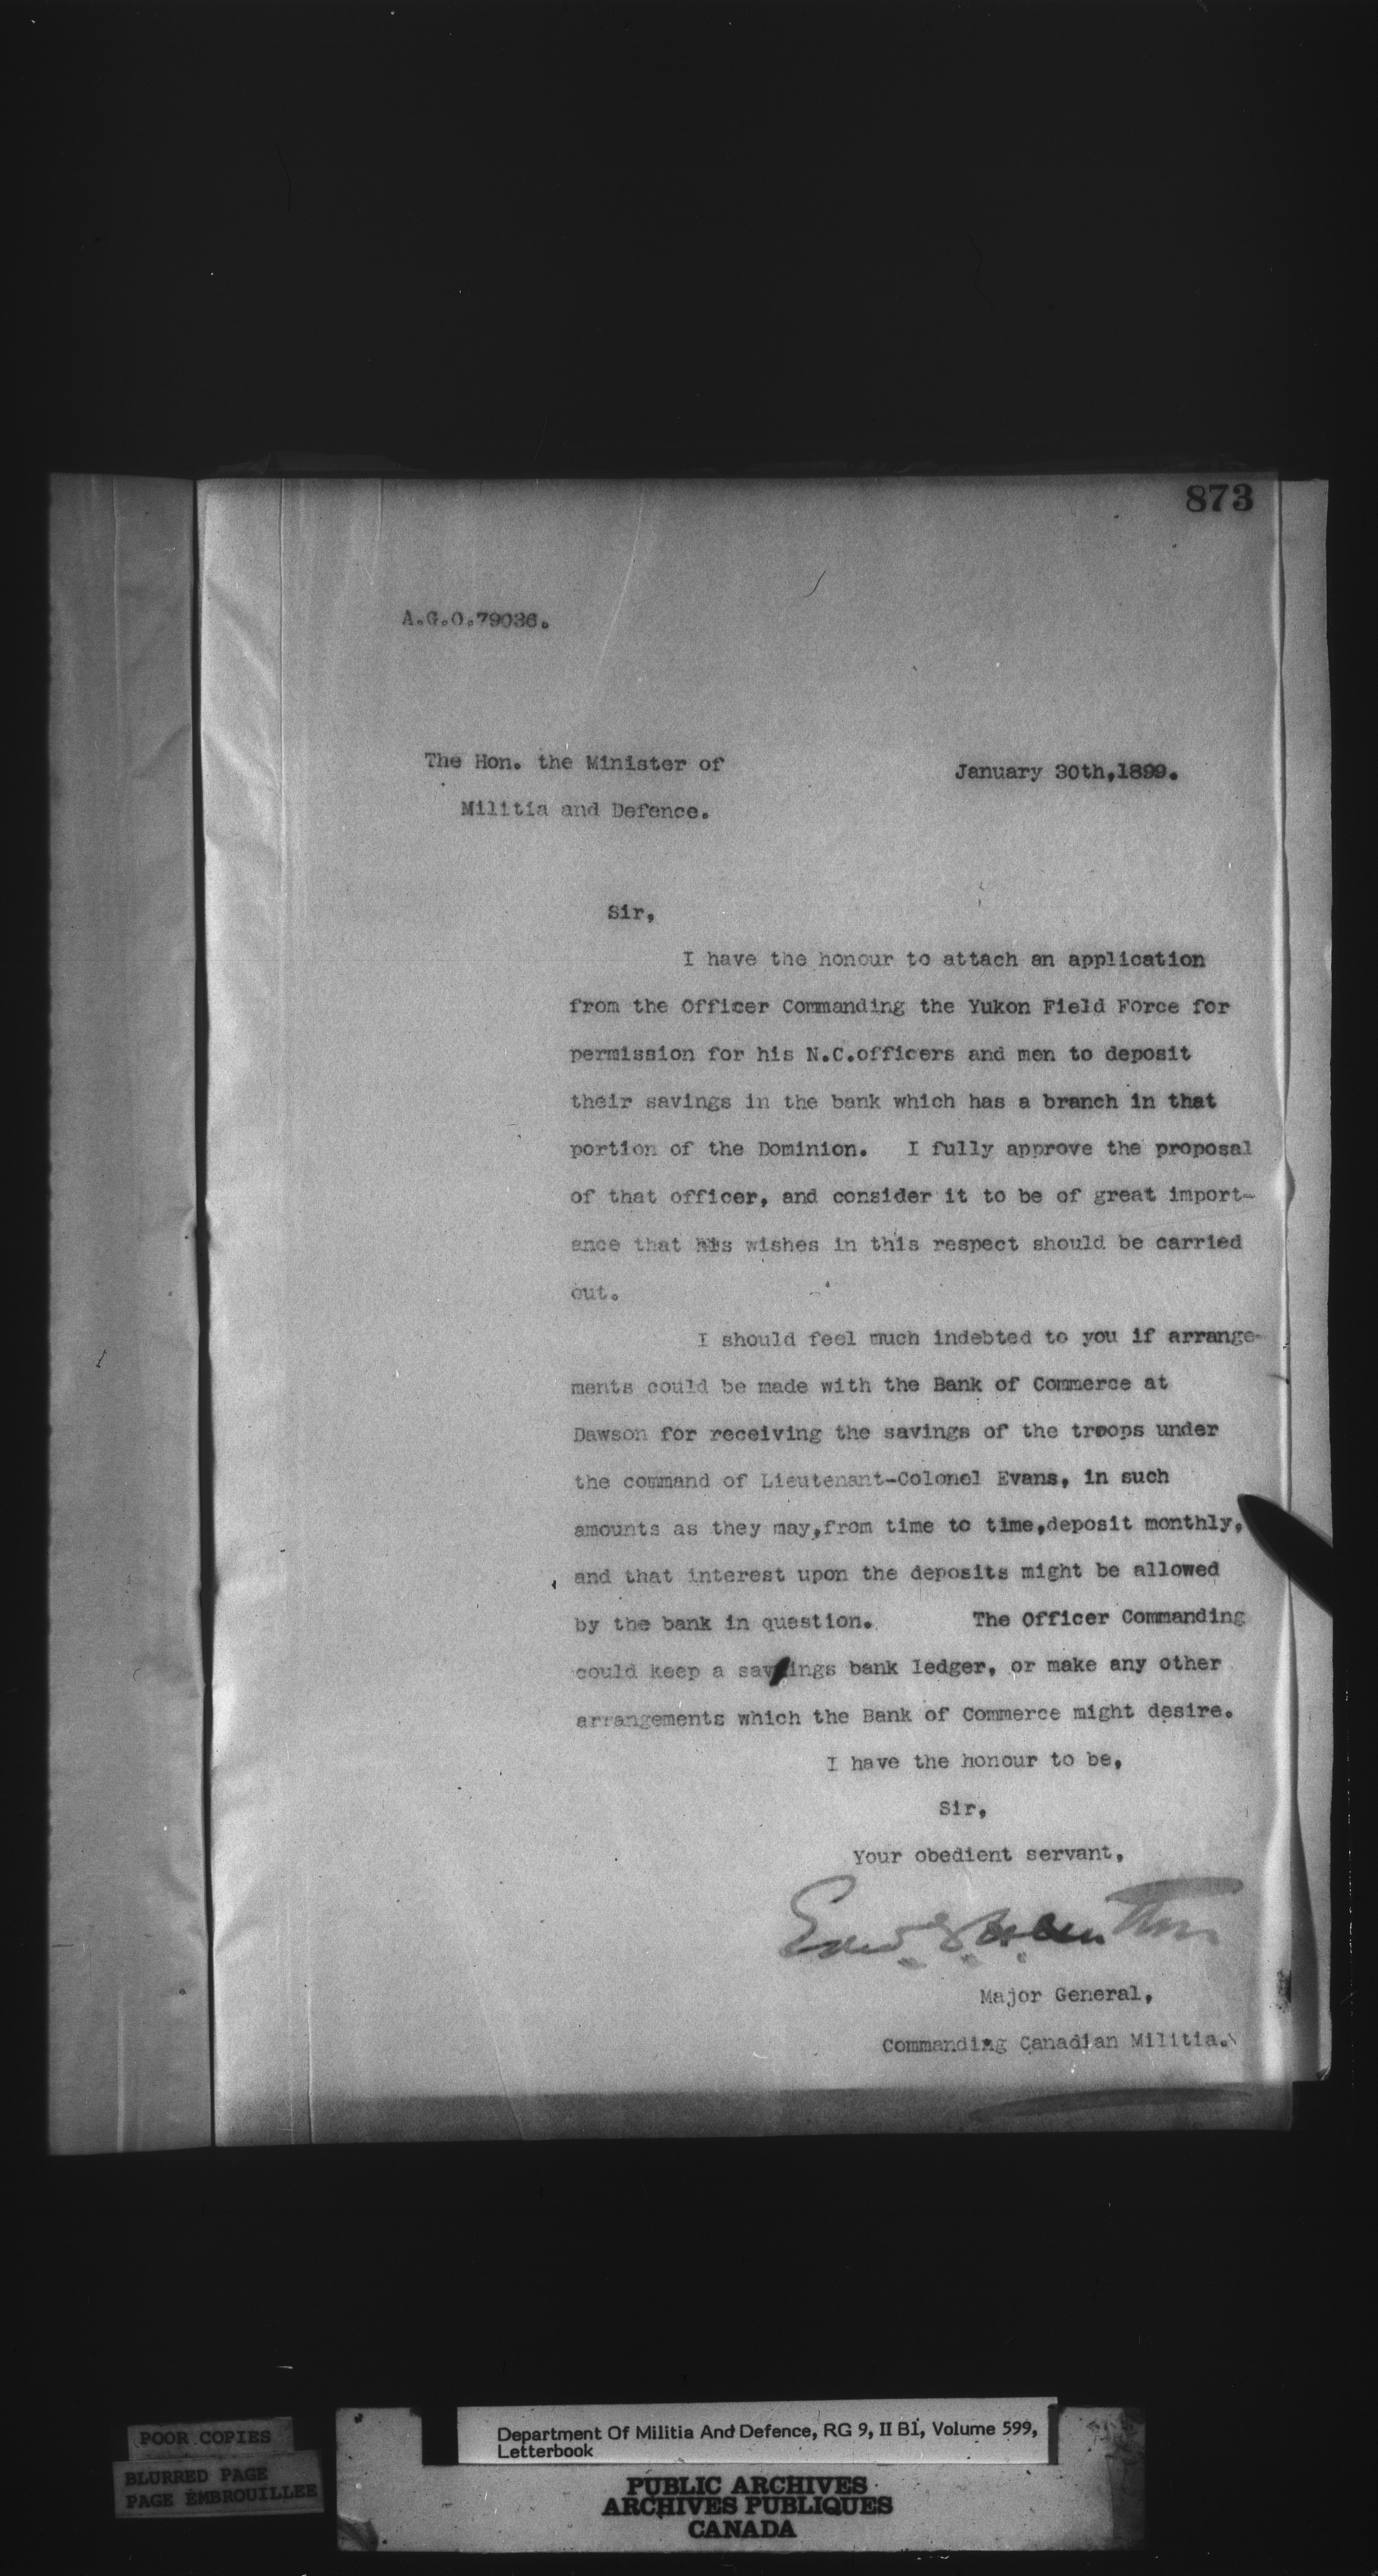 873
A.G.O.79036.
The Hon. the Minister of
January 30th,1899.
Militia and Defence.
Sir,
I have the honour to attach an application
from the Officer Commanding the Yukon Field Force for
permission for his N.C.officers and men to deposit
their savings in the bank which has a branch in that
portion of the Dominion. I fully approve the proposal
of that officer, and consider it to be of great import-
ance that his wishes in this respect should be carried
out.
I should feel much indebted to you if arrange-
ments could be made with the Bank of Commerce at
Dawson for receiving the savings of the troops under
the command of Lieutenant-Colonel Evans, in such
amounts as they may,from time to time,deposit monthly,
and that interest upon the deposits might be allowed
by the bank in question. The Officer Commanding
could keep a savings bank ledger, or make any other
arrangements which the Bank of Commerce might desire.
I have the honour to be,
Sir,
Your obedient servant,
Major General,
Commanding Canadian Militia.
POOR COPIES
BLURRED PAGE
PAGE EMBROUILLEE
Department Of Militia And Defence, RG 9, II B1, Volume 599,
Letterbook
PUBLIC ARCHIVES
ARCHIVES PUBLIQUES
CANADA